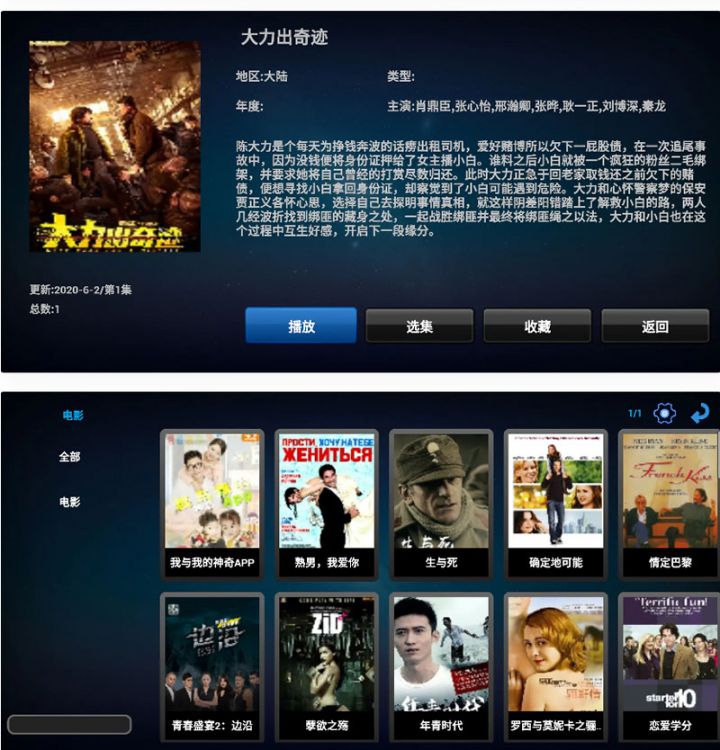 大力出奇迹
地区:大陆
类型:
年度:
主演:肖鼎臣,张心怡,邢瀚卿,张晔,耿一正,刘博深,秦龙
陈大力是个每天为挣钱奔波的话痨出租司机，爱好赌博所以欠下一屁股债，在一次追尾事
故中，因为没钱便将身份证押给了女主播小白。谁料之后小白就被一个疯狂的粉丝二毛绑
架，并要求她将自己曾经的打赏尽数归还。此时大力正急于回老家取钱还之前欠下的赌
债，便想寻找小白拿回身份证，却察觉到了小白可能遇到危险。大力和心怀警察梦的保安
贾正义各怀心思，选择自己去探明事情真相，就这样阴差阳错踏上了解救小白的路，两人
几经波折找到绑匪的藏身之处，一起战胜绑匪并最终将绑匪绳之以法，大力和小白也在这
个过程中互生好感，开启下一段缘分。
大力出奇迹
更新:2020-6-2/第1集
总数:1
播放
选集
收藏
返回
电影
1/1
全部
电影
ПРОСТИ, ХОЧУ НА ТЕБЕ
ЖЕНИТЬСЯ
生与死
French Kiss
我与我的神奇APP
熟男，我爱你
生与死
确定地可能
情定巴黎
边沿
ZIG
Terrific fun!
starter
for 10
青春盛宴2：边沿
孽欲之殇
年青时代
罗西与莫妮卡之骚..
恋爱学分